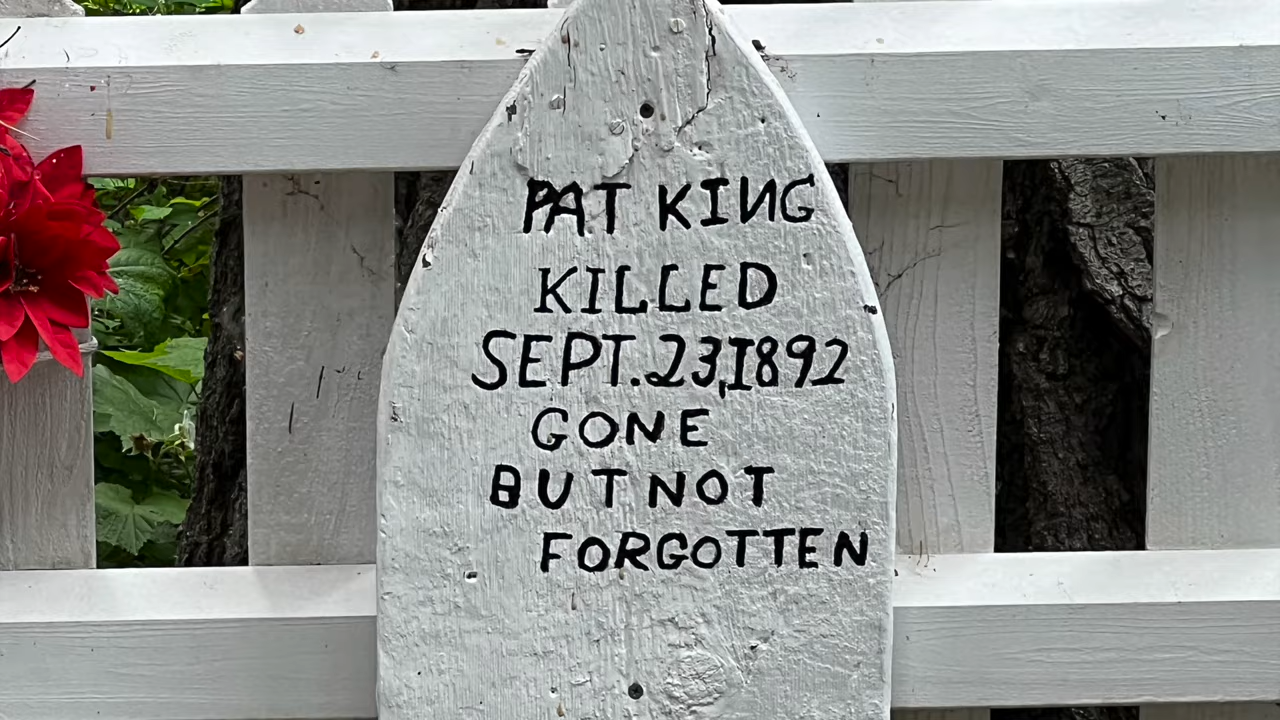 PAT KING
KILLED
SEPT. 23, 1892
GONE
BUT NOT
FORGOTTEN